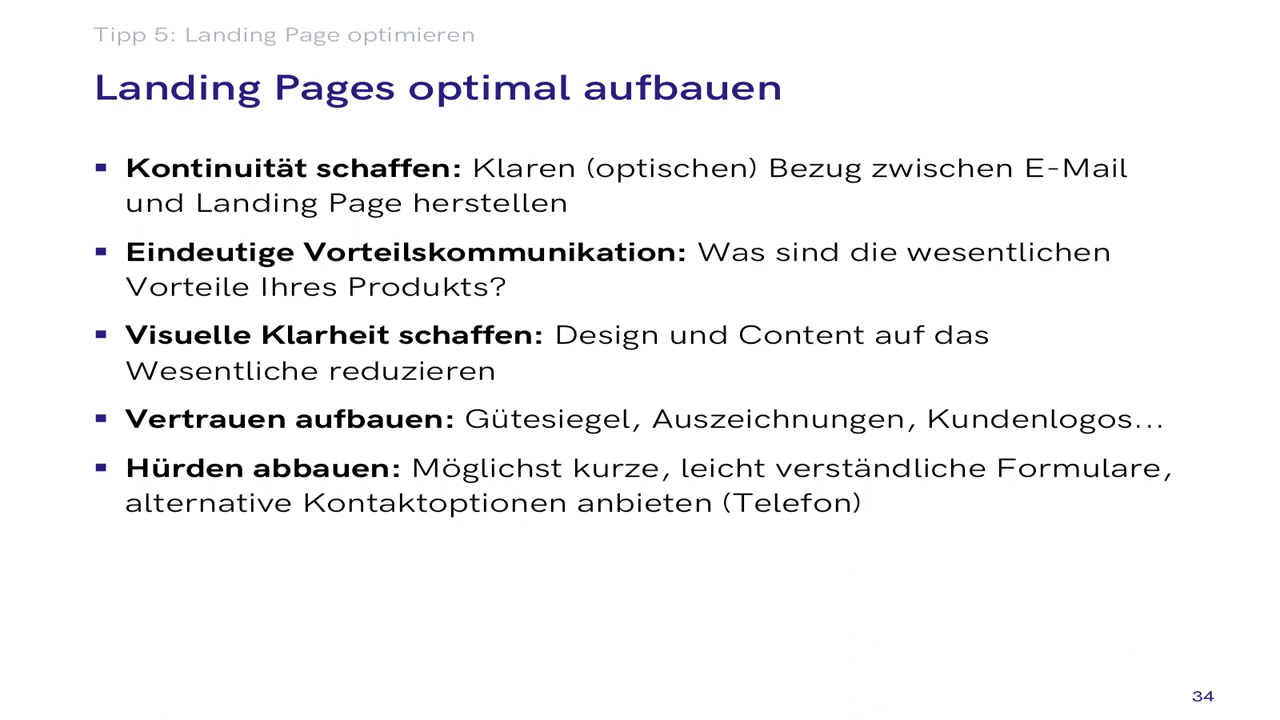 Tipp 5: Landing Page optimieren
Landing Pages optimal aufbauen
▪ Kontinuität schaffen: Klaren (optischen) Bezug zwischen E-Mail
und Landing Page herstellen
▪ Eindeutige Vorteilskommunikation: Was sind die wesentlichen
Vorteile Ihres Produkts?
▪ Visuelle Klarheit schaffen: Design und Content auf das
Wesentliche reduzieren
▪ Vertrauen aufbauen: Gütesiegel, Auszeichnungen, Kundenlogos…
▪ Hürden abbauen: Möglichst kurze, leicht verständliche Formulare,
alternative Kontaktoptionen anbieten (Telefon)
34